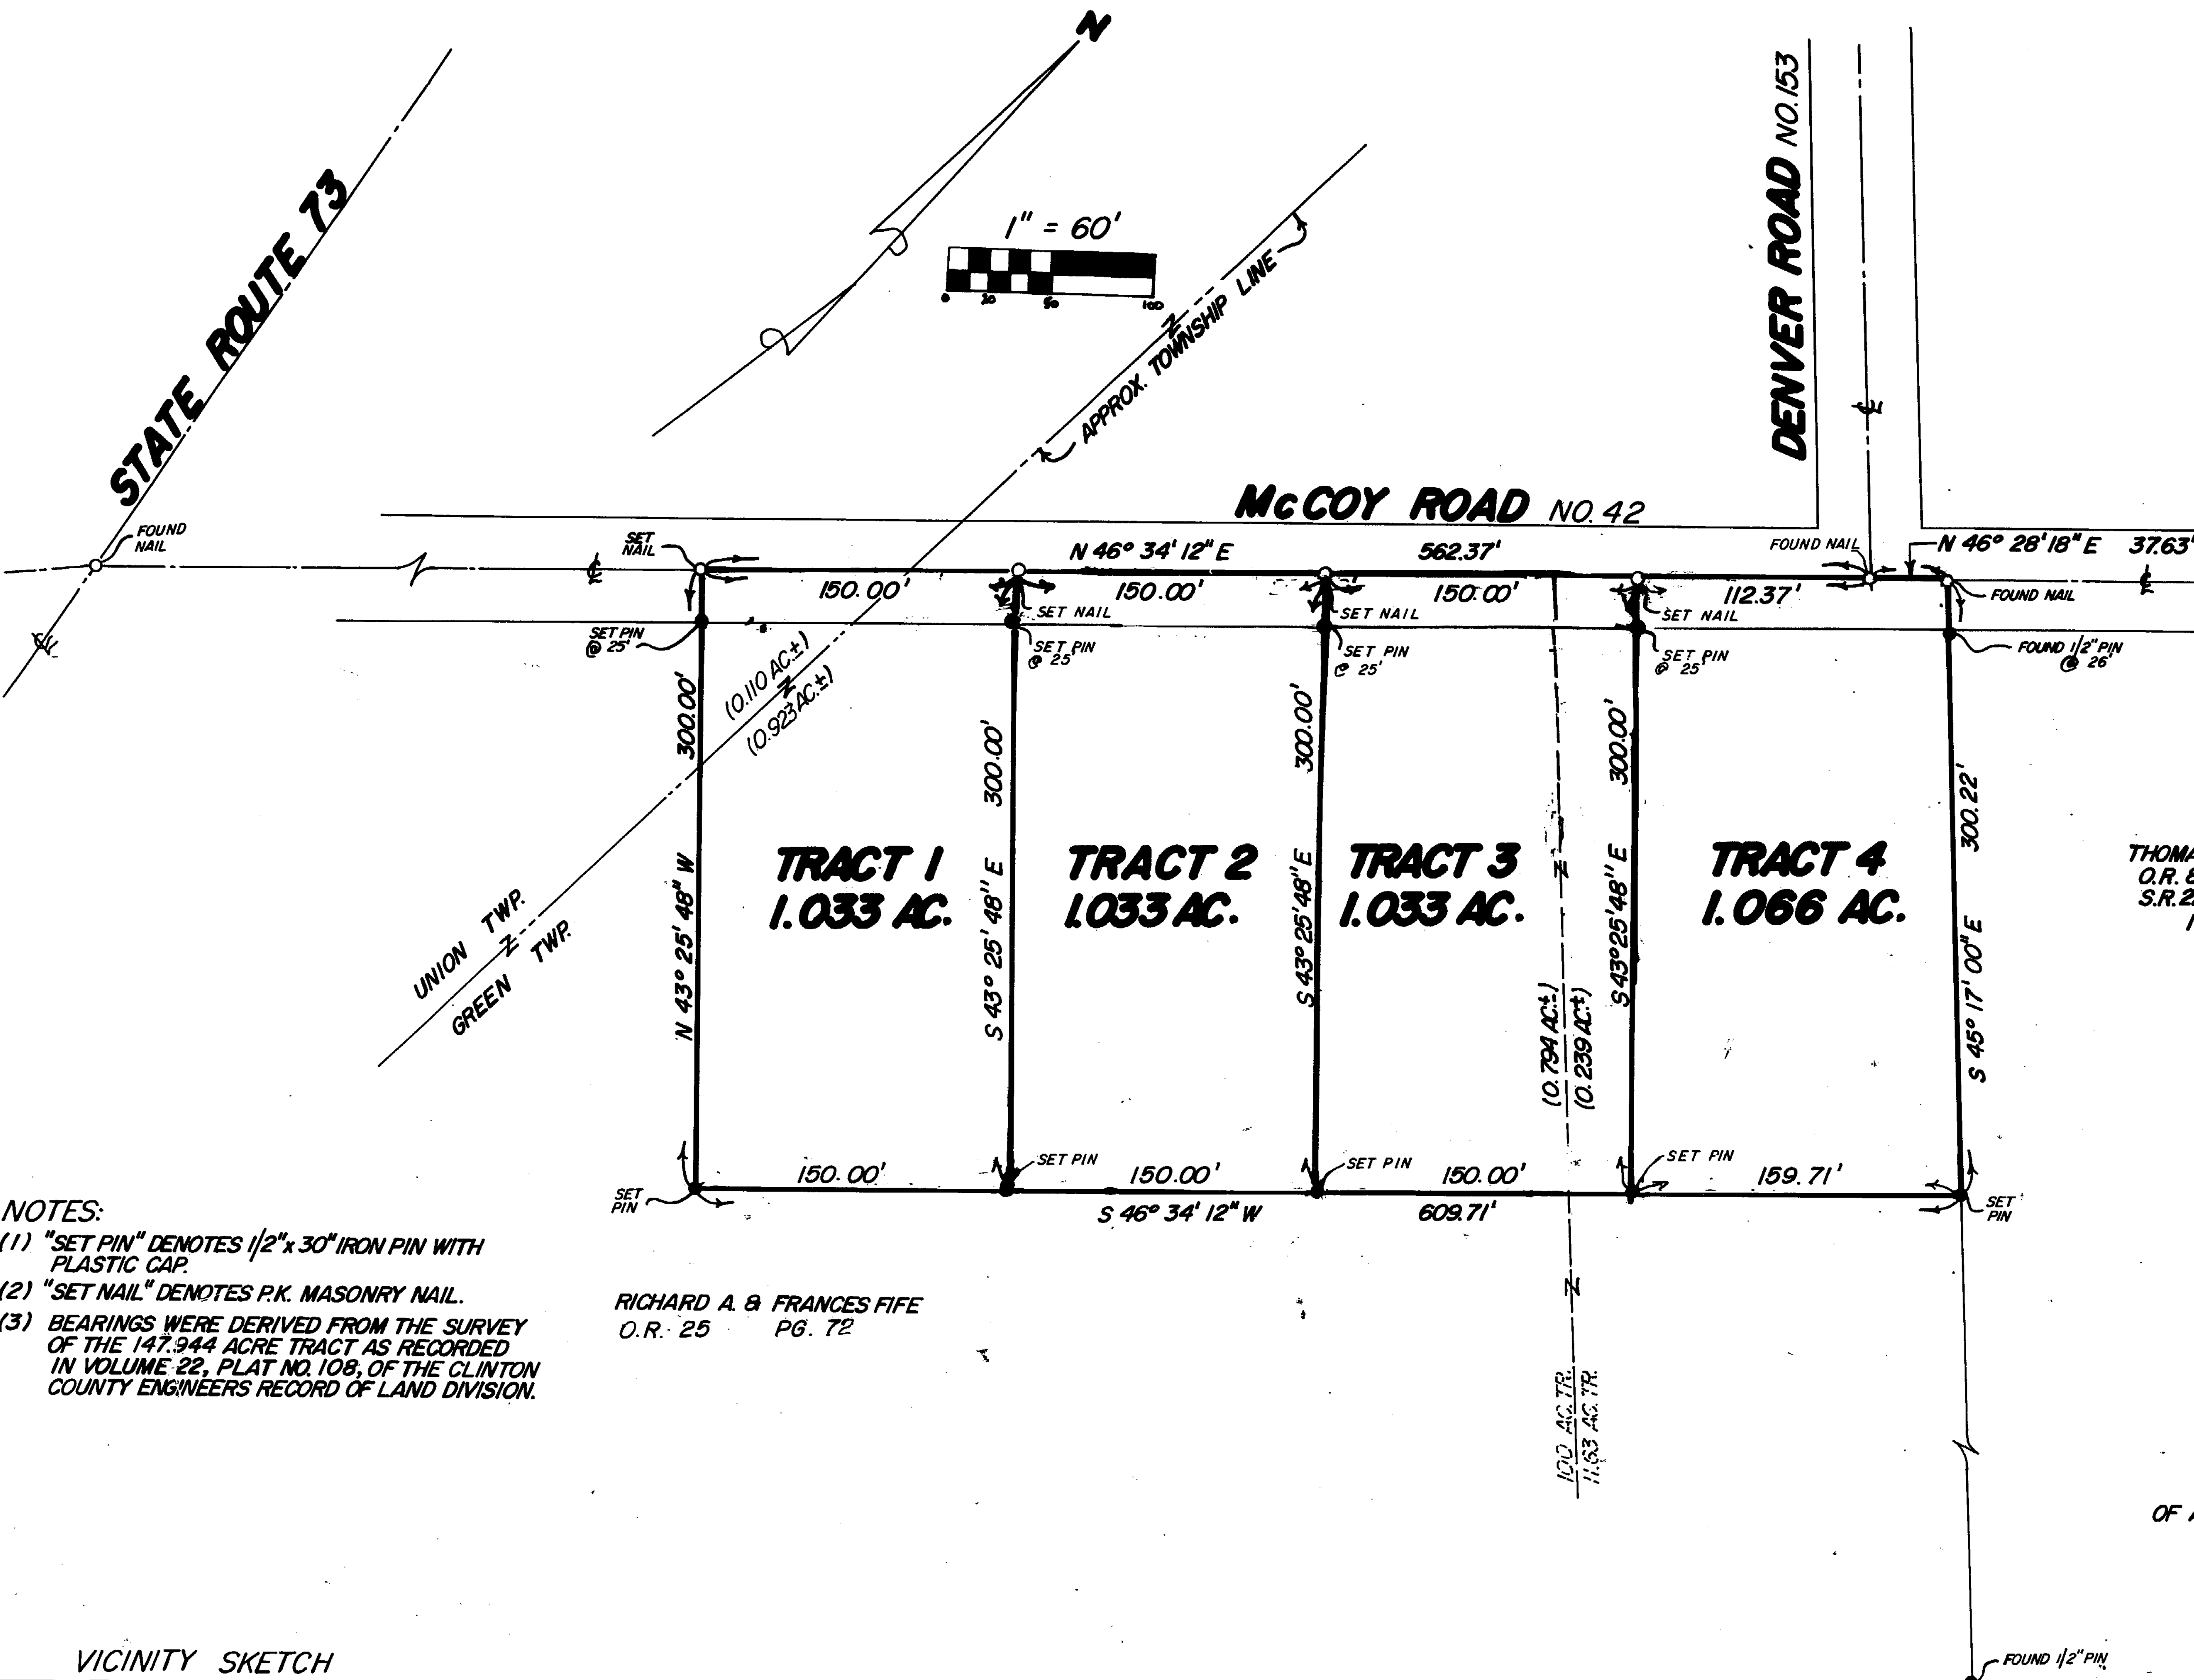 N
STATE ROUTE 73
1" = 60'
0 20 50 100
APPROX. TOWNSHIP LINE
DENVER ROAD NO. 153
McCOY ROAD NO. 42
FOUND
NAIL
SET
NAIL
N 46° 34' 12" E 562.37'
FOUND NAIL
N 46° 28' 18" E 37.63'
150.00'
150.00'
150.00'
112.37'
FOUND NAIL
SET NAIL
SET NAIL
SET NAIL
SET PIN
@ 25'
SET PIN
@ 25'
SET PIN
@ 25'
SET PIN
@ 25'
FOUND 1/2" PIN
@ 26'
(0.110 AC.±)
(0.923 AC.±)
N 43° 25' 48" W 300.00'
S 43° 25' 48" E 300.00'
S 43° 25' 48" E 300.00'
S 43° 25' 48" E 300.00'
S 45° 17' 00" E 300.22'
TRACT 1
1.033 AC.
TRACT 2
1.033 AC.
TRACT 3
1.033 AC.
TRACT 4
1.066 AC.
THOMA
O.R. 8
S.R. 2
UNION TWP.
GREEN TWP.
(0.794 AC.±)
(0.239 AC.±)
SET PIN
SET PIN
SET PIN
150.00'
150.00'
150.00'
159.71'
SET
PIN
SET
PIN
S 46° 34' 12" W 609.71'
NOTES:
(1) "SET PIN" DENOTES 1/2" x 30" IRON PIN WITH
PLASTIC CAP.
(2) "SET NAIL" DENOTES P.K. MASONRY NAIL.
(3) BEARINGS WERE DERIVED FROM THE SURVEY
OF THE 147.944 ACRE TRACT AS RECORDED
IN VOLUME 22, PLAT NO. 108, OF THE CLINTON
COUNTY ENGINEERS RECORD OF LAND DIVISION.
RICHARD A. & FRANCES FIFE
O.R. 25 PG. 72
100 AC. TR.
11.63 AC. TR.
OF
VICINITY SKETCH
FOUND 1/2" PIN